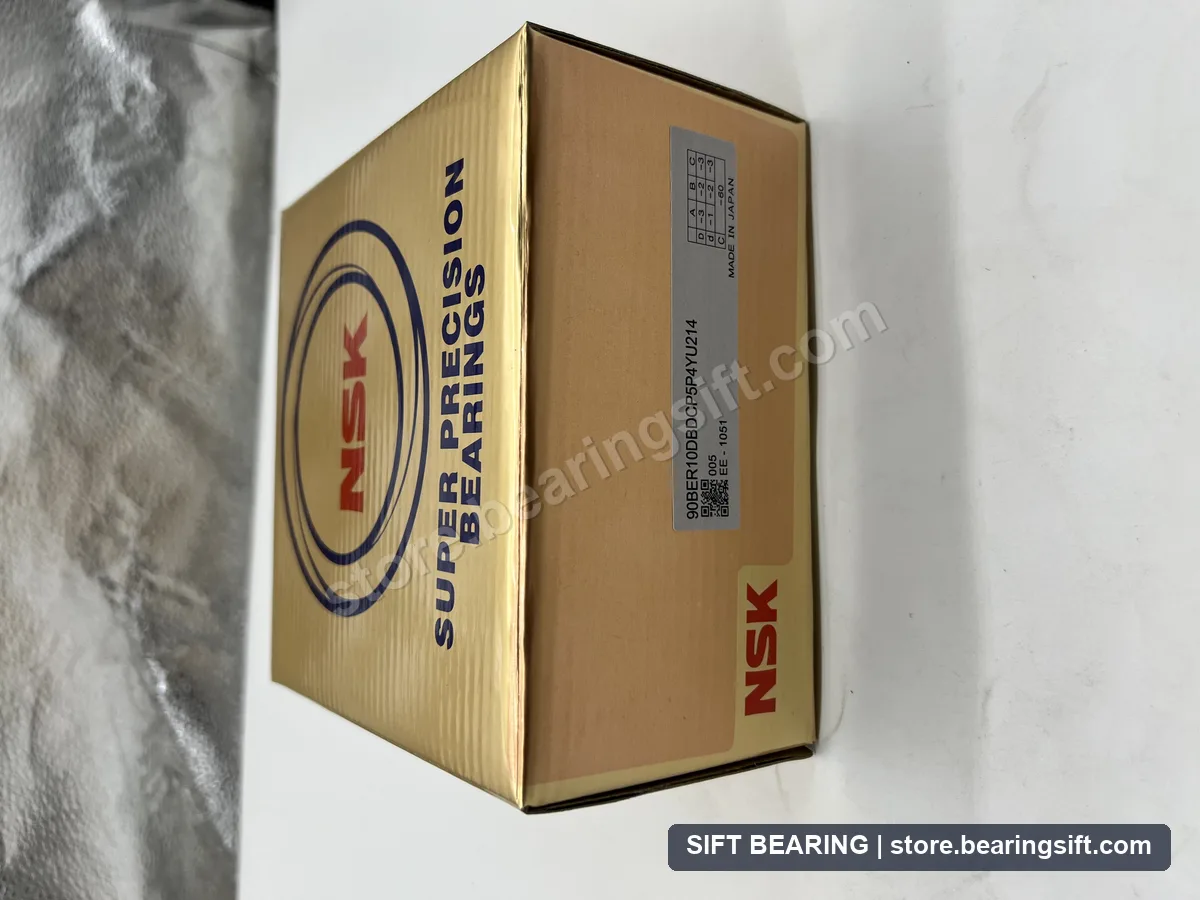 NSK
SUPER PRECISION
BEARINGS
90BER10DBDCP5P4YU214
005
EE - 1051
A B C
D -3 -2 -3
d -1 -2 -3
C -60
MADE IN JAPAN
NSK
store.bearingsift.com
SIFT BEARING | store.bearingsift.com